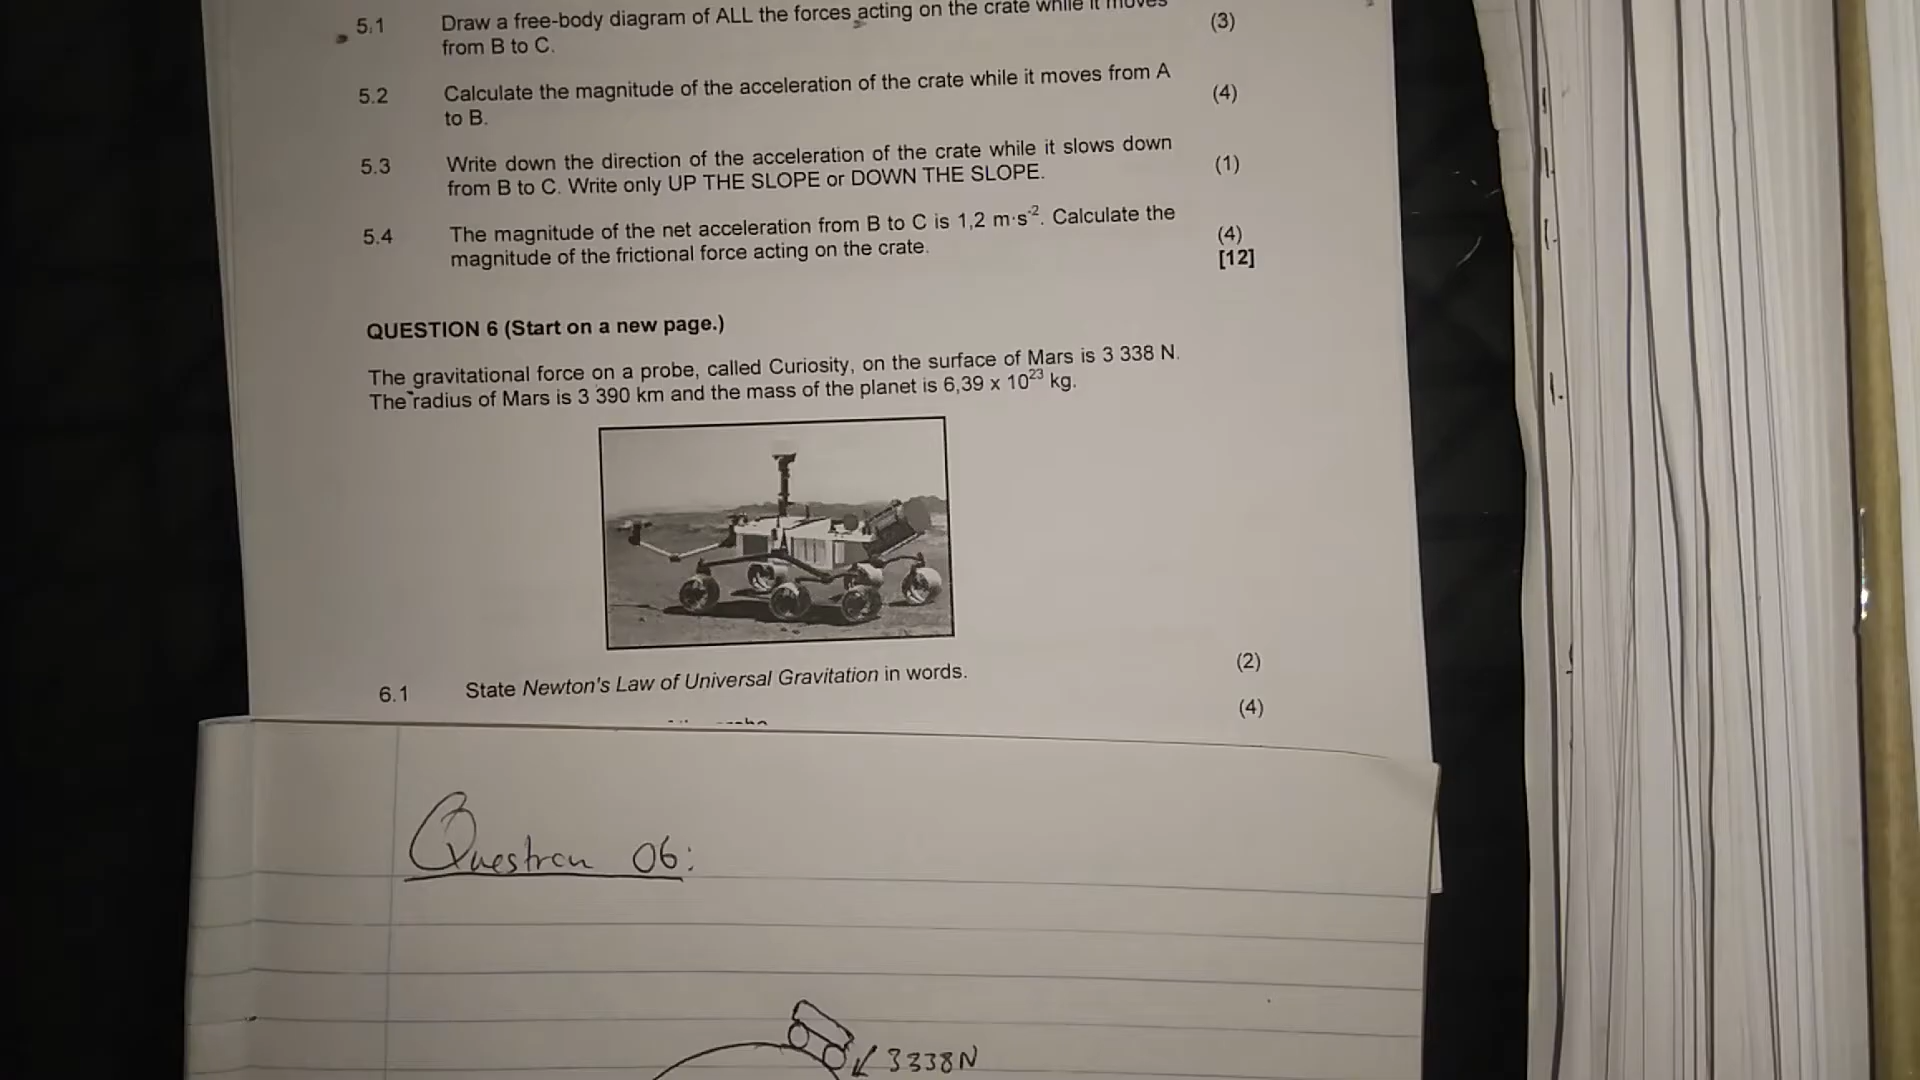 5.1 Draw a free-body diagram of ALL the forces acting on the crate while it moves (3)
from B to C.
5.2 Calculate the magnitude of the acceleration of the crate while it moves from A (4)
to B.
5.3 Write down the direction of the acceleration of the crate while it slows down (1)
from B to C. Write only UP THE SLOPE or DOWN THE SLOPE.
5.4 The magnitude of the net acceleration from B to C is 1,2 m·s⁻². Calculate the (4)
magnitude of the frictional force acting on the crate. [12]
QUESTION 6 (Start on a new page.)
The gravitational force on a probe, called Curiosity, on the surface of Mars is 3 338 N.
The radius of Mars is 3 390 km and the mass of the planet is 6,39 x 10²³ kg.
6.1 State Newton's Law of Universal Gravitation in words. (2)
(4)
Question 06:
3338N